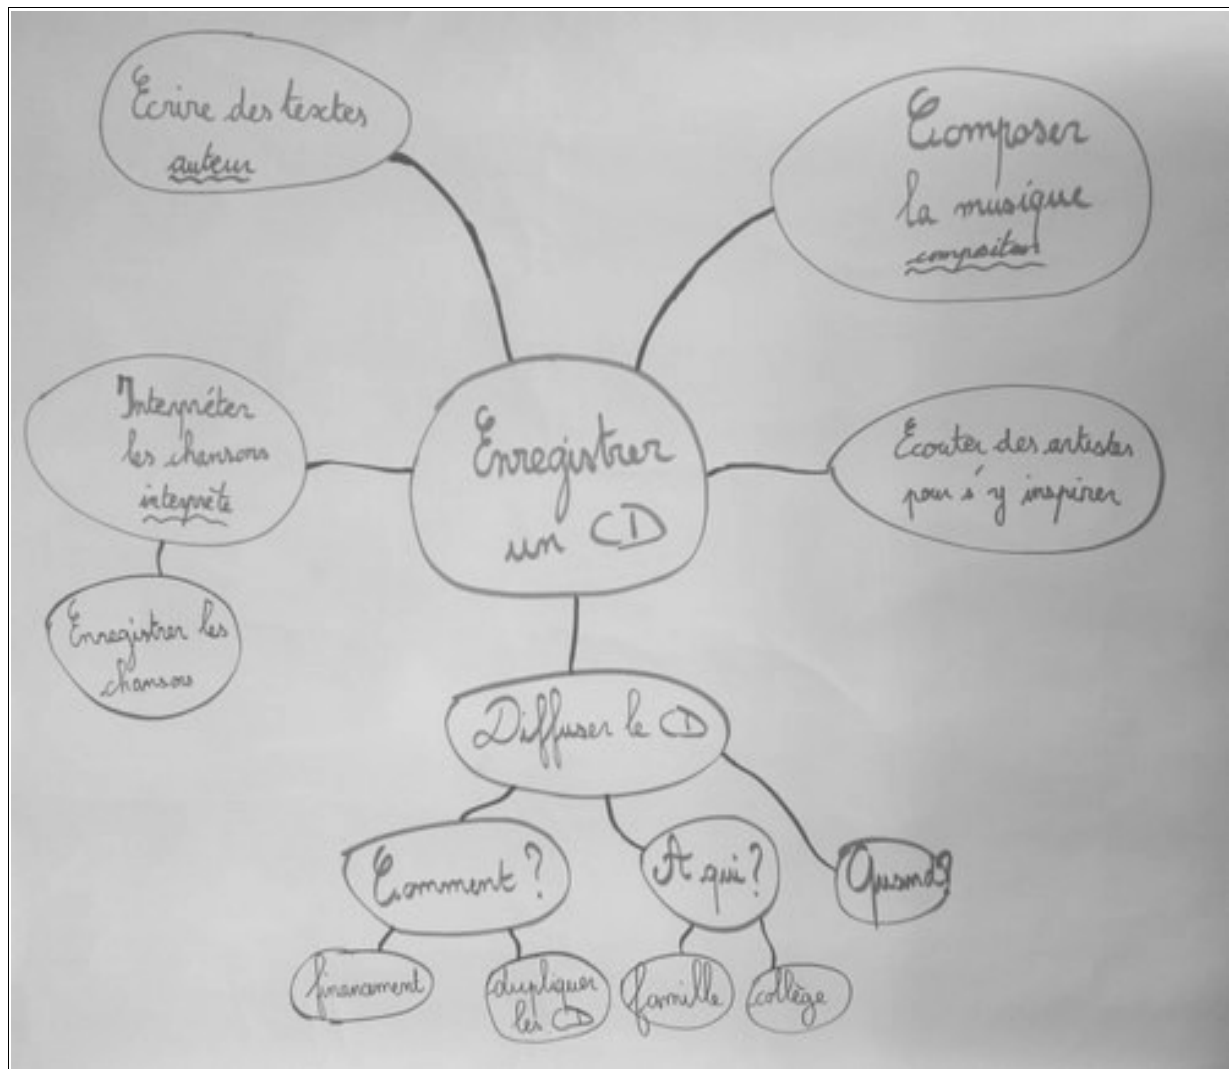 Ecrire des textes
auteur
Composer
la musique
compositeur
Interpréter
les chansons
interprète
Enregistrer
un CD
Ecouter des artistes
pour s'y inspirer
Enregistrer les
chansons
Diffuser le CD
Comment ?
A qui ?
Quand ?
financement
dupliquer
les CD
famille
collège